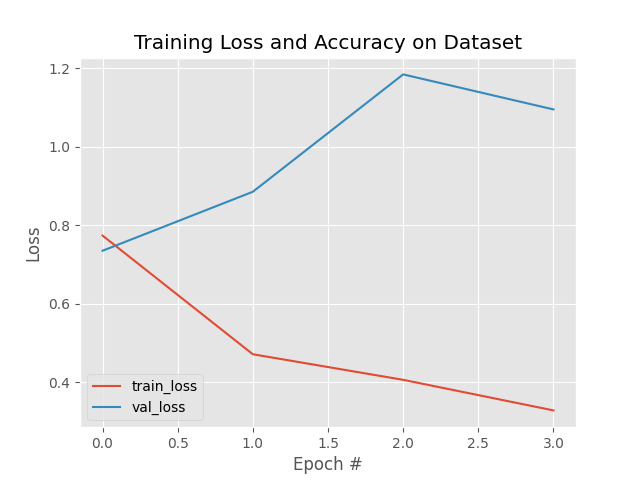 Training Loss and Accuracy on Dataset
1.2
1.0
0.8
0.6
0.4
Loss
train_loss
val_loss
0.0 0.5 1.0 1.5 2.0 2.5 3.0
Epoch #